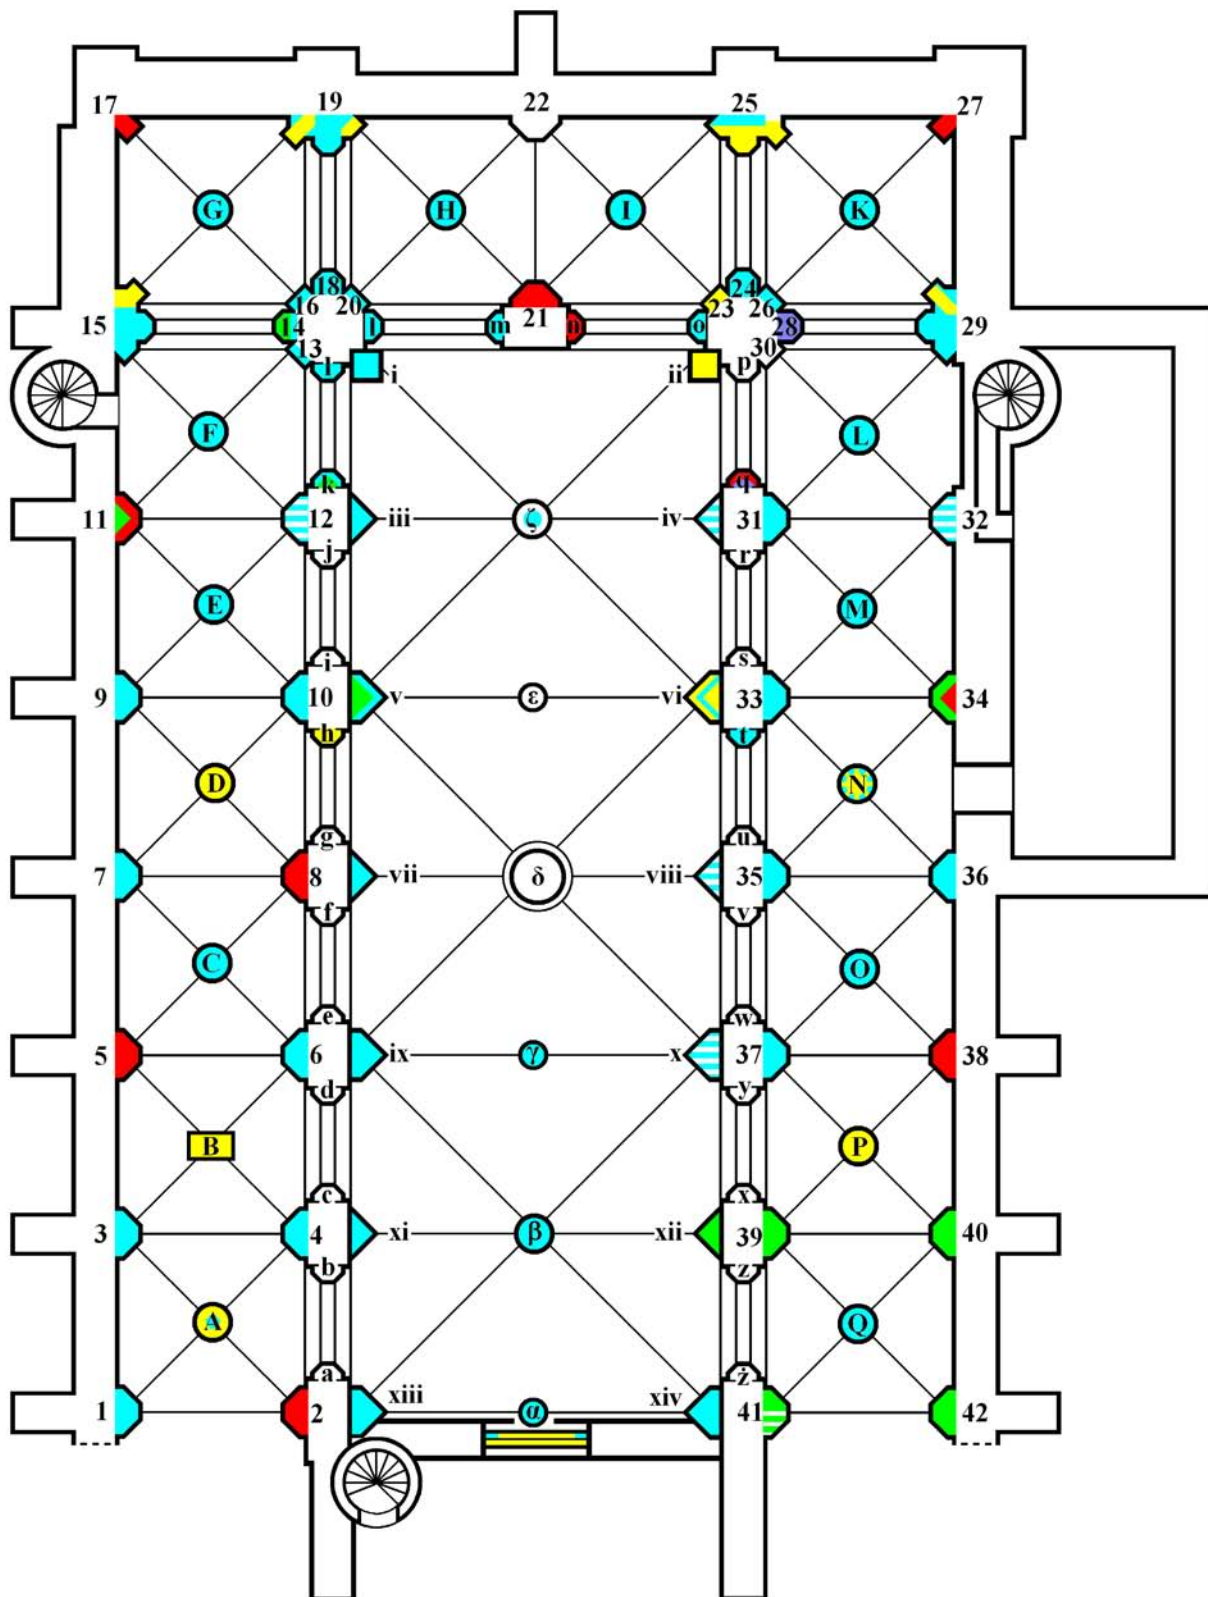 17 19 22 25 27
G H I K
18 24
16 20 23 26
15 14 l m 21 n o 28 29
13 30
l p
i ii
F L
k q
11 12 iii ζ iv 31 32
j r
E M
i s
9 10 v ε vi 33 34
h t
D N
g u
7 8 vii δ viii 35 36
f v
C O
e w
5 6 ix γ x 37 38
d y
B P
c x
3 4 xi β xii 39 40
b z
A Q
a ż
xiii xiv
1 2 α 41 42